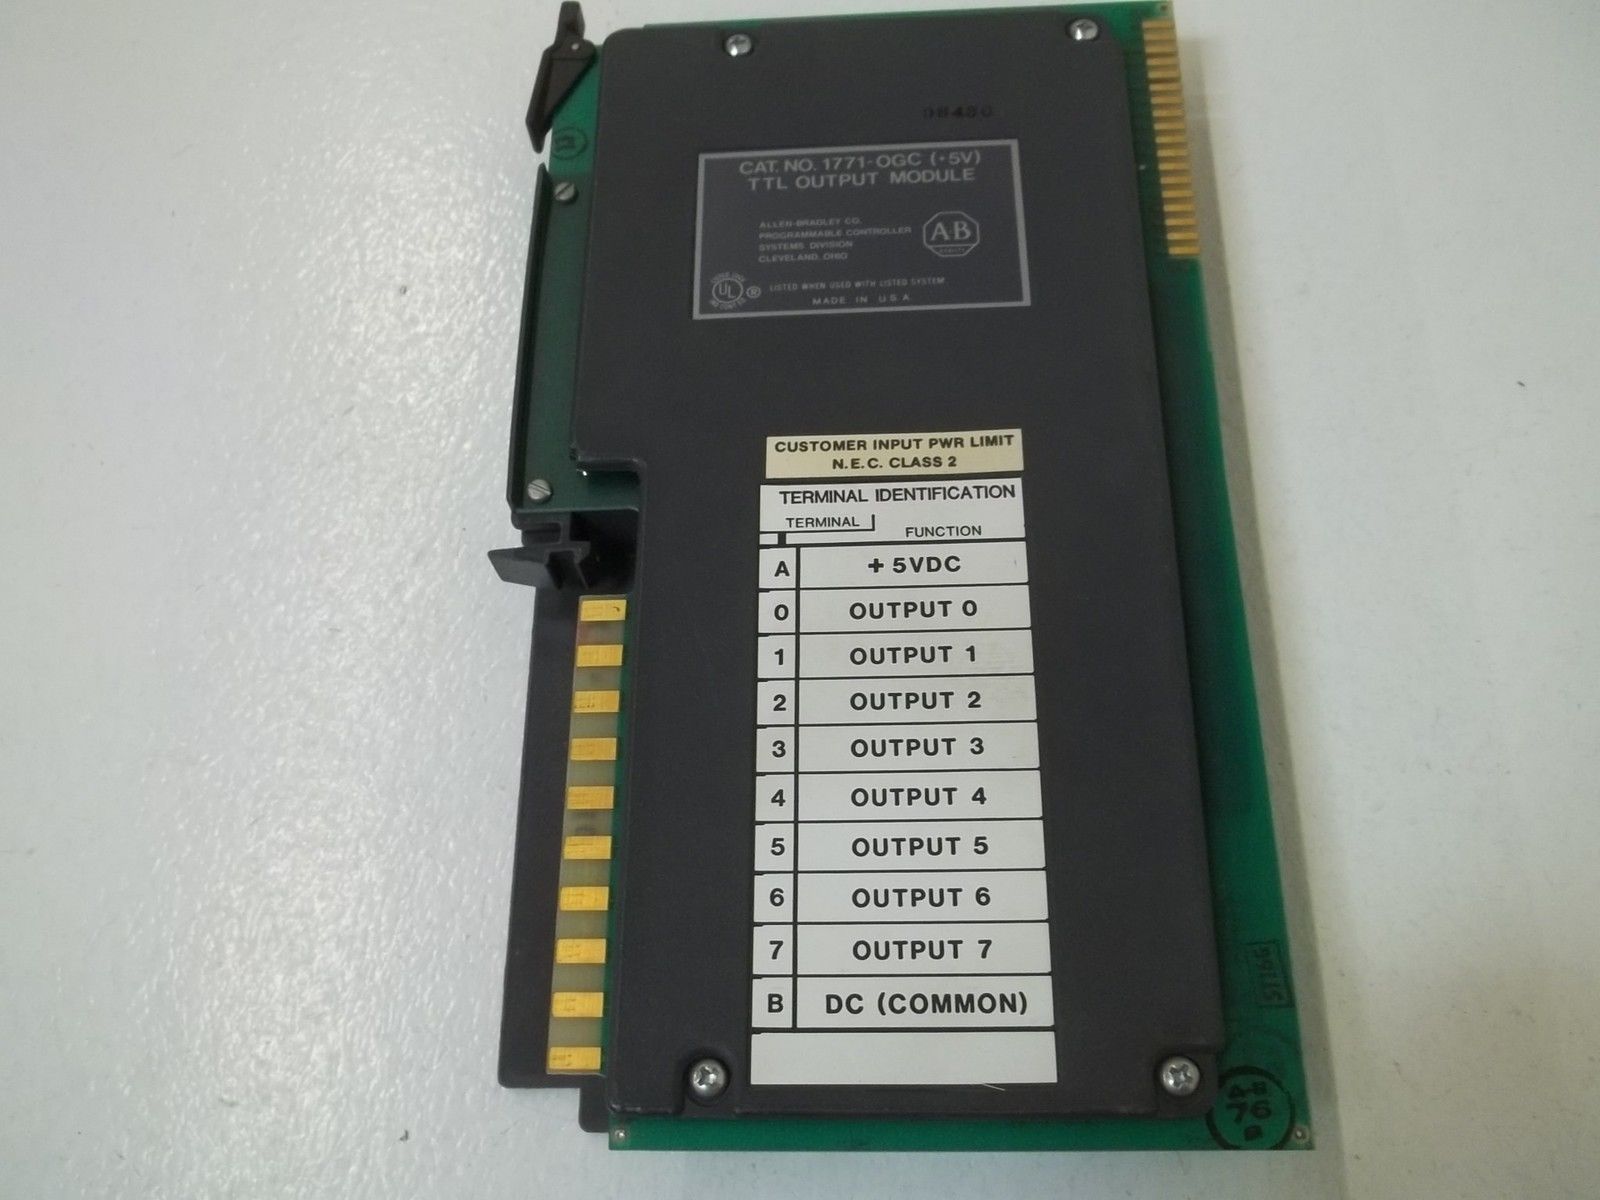 CAT. NO. 1771-OGC (+5V)
TTL OUTPUT MODULE
ALLEN-BRADLEY CO.
PROGRAMMABLE CONTROLLER
SYSTEMS DIVISION
CLEVELAND, OHIO
A-B
QUALITY
UL ®
LISTED WHEN USED WITH LISTED SYSTEM
MADE IN U.S.A.
CUSTOMER INPUT PWR LIMIT
N.E.C. CLASS 2
TERMINAL IDENTIFICATION
TERMINAL
FUNCTION
A +5VDC
0 OUTPUT 0
1 OUTPUT 1
2 OUTPUT 2
3 OUTPUT 3
4 OUTPUT 4
5 OUTPUT 5
6 OUTPUT 6
7 OUTPUT 7
B DC (COMMON)
76